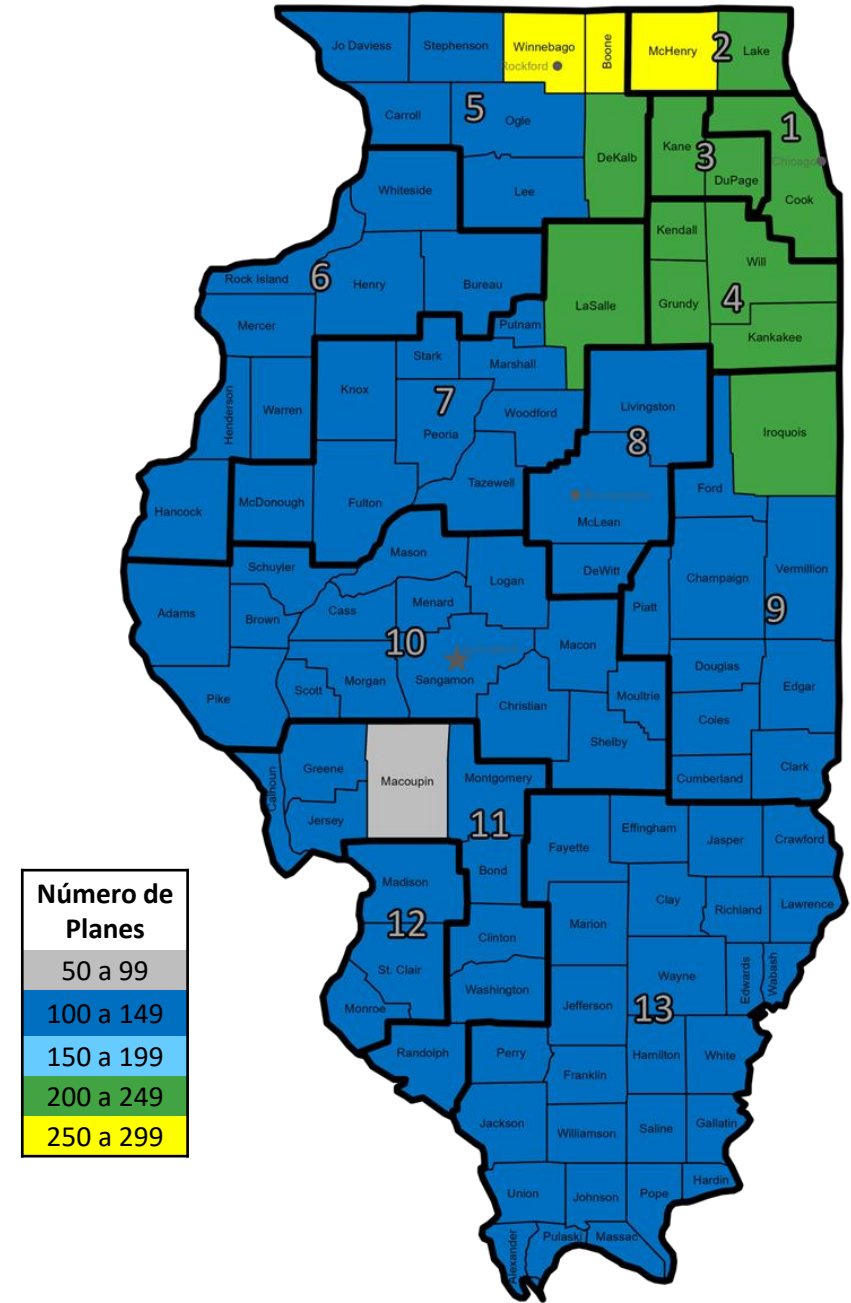 Jo Daviess
Stephenson
Winnebago
Boone
McHenry
2
Lake
Rockford
Carroll
5
Ogle
DeKalb
Kane
3
DuPage
1
Chicago
Cook
Whiteside
Lee
Kendall
Will
Rock Island
6
Henry
Bureau
LaSalle
Grundy
4
Kankakee
Mercer
Putnam
Stark
Marshall
Henderson
Warren
Knox
7
Peoria
Woodford
Livingston
8
Iroquois
Hancock
McDonough
Fulton
Tazewell
McLean
Ford
Mason
Schuyler
Logan
DeWitt
Champaign
Vermillion
Adams
Brown
Cass
Menard
Piatt
9
10
Macon
Pike
Scott
Morgan
Sangamon
Christian
Moultrie
Douglas
Edgar
Shelby
Coles
Greene
Macoupin
Montgomery
Cumberland
Clark
Calhoun
Jersey
11
Fayette
Effingham
Jasper
Crawford
Madison
Bond
Clay
Richland
Lawrence
12
Clinton
Marion
St. Clair
Wayne
Edwards
Wabash
Washington
Monroe
Jefferson
13
Randolph
Perry
Hamilton
White
Franklin
Jackson
Williamson
Saline
Gallatin
Union
Johnson
Pope
Hardin
Alexander
Pulaski
Massac
Número de
Planes
50 a 99
100 a 149
150 a 199
200 a 249
250 a 299